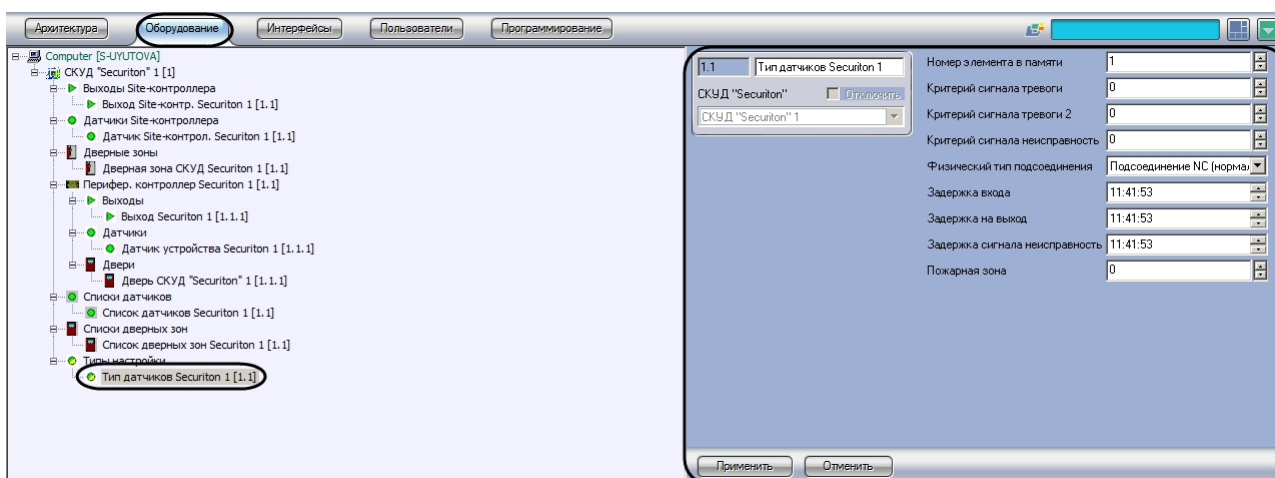 Архитектура Оборудование Интерфейсы Пользователи Программирование
Computer [S-UYUTOVA]
СКУД "Securiton" 1 [1]
Выходы Site-контроллера
Выход Site-контр. Securiton 1 [1.1]
Датчики Site-контроллера
Датчик Site-контрол. Securiton 1 [1.1]
Дверные зоны
Дверная зона СКУД Securiton 1 [1.1]
Перифер. контроллер Securiton 1 [1.1]
Выходы
Выход Securiton 1 [1.1.1]
Датчики
Датчик устройства Securiton 1 [1.1.1]
Двери
Дверь СКУД "Securiton" 1 [1.1.1]
Списки датчиков
Список датчиков Securiton 1 [1.1]
Списки дверных зон
Список дверных зон Securiton 1 [1.1]
Типы настройки
Тип датчиков Securiton 1 [1.1]
1.1 Тип датчиков Securiton 1
СКУД "Securiton" Отключить
СКУД "Securiton" 1
Номер элемента в памяти 1
Критерий сигнала тревоги 0
Критерий сигнала тревоги 2 0
Критерий сигнала неисправность 0
Физический тип подсоединения Подсоединение NC (норма
Задержка входа 11:41:53
Задержка на выход 11:41:53
Задержка сигнала неисправность 11:41:53
Пожарная зона 0
Применить Отменить